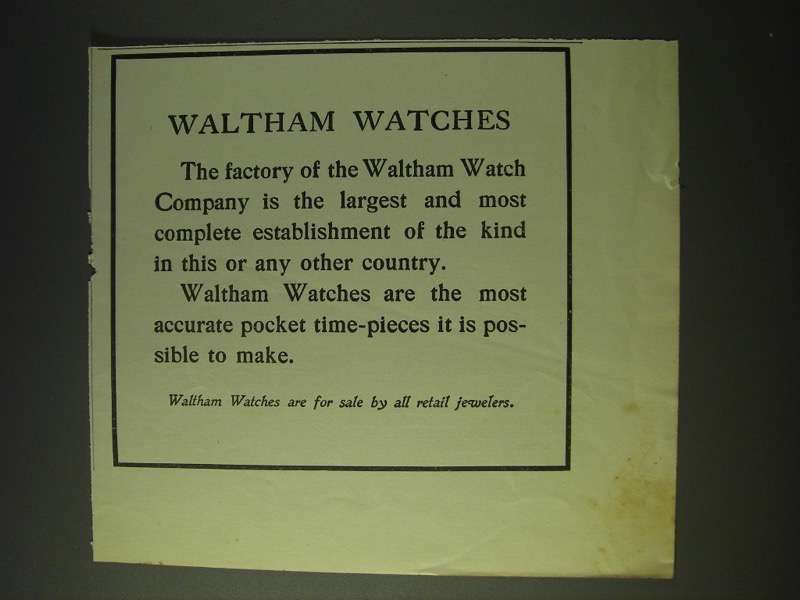 WALTHAM WATCHES
The factory of the Waltham Watch
Company is the largest and most
complete establishment of the kind
in this or any other country.
Waltham Watches are the most
accurate pocket time-pieces it is pos-
sible to make.
Waltham Watches are for sale by all retail jewelers.